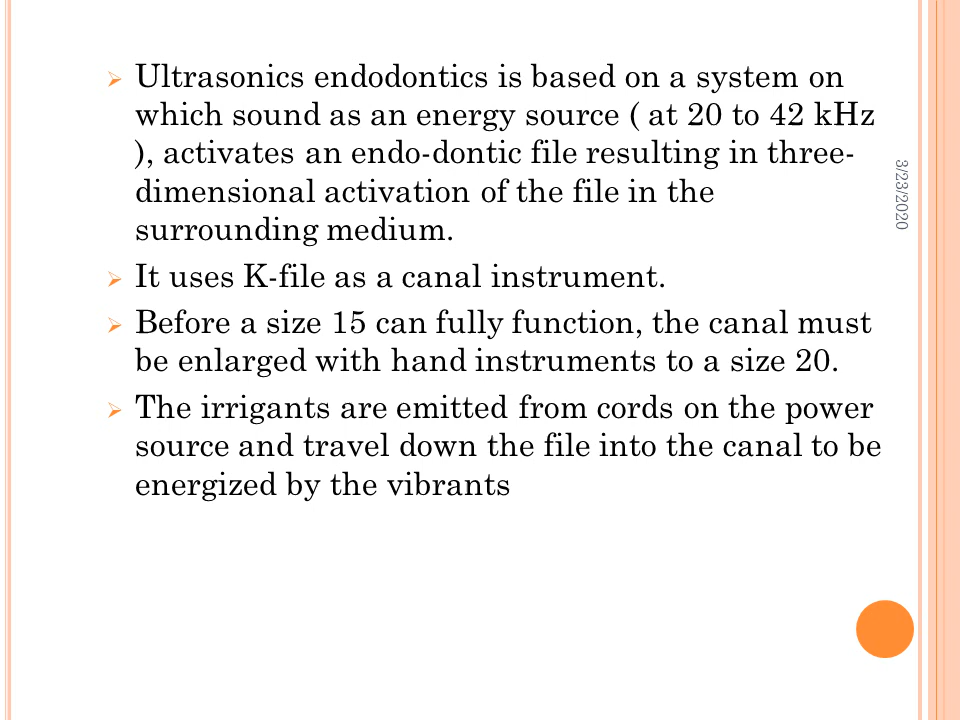 Ultrasonics endodontics is based on a system on
which sound as an energy source ( at 20 to 42 kHz
), activates an endo-dontic file resulting in three-
dimensional activation of the file in the
surrounding medium.
It uses K-file as a canal instrument.
Before a size 15 can fully function, the canal must
be enlarged with hand instruments to a size 20.
The irrigants are emitted from cords on the power
source and travel down the file into the canal to be
energized by the vibrants
3/23/2020